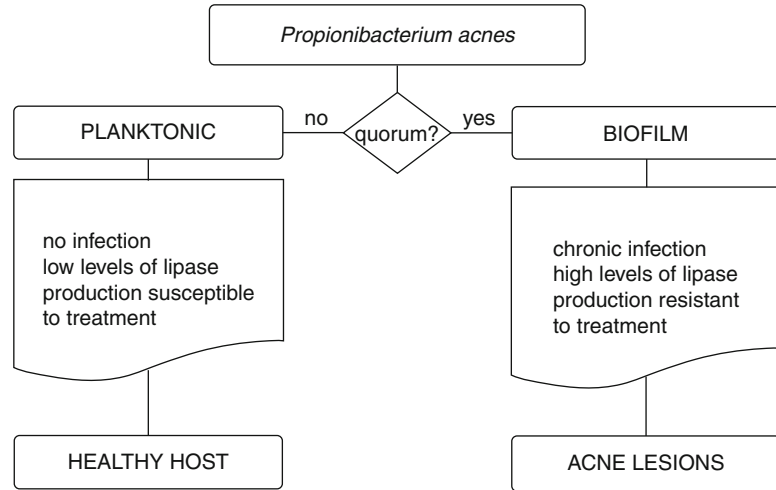 Propionibacterium acnes
PLANKTONIC
no
quorum?
yes
BIOFILM
no infection
low levels of lipase
production susceptible
to treatment
chronic infection
high levels of lipase
production resistant
to treatment
HEALTHY HOST
ACNE LESIONS